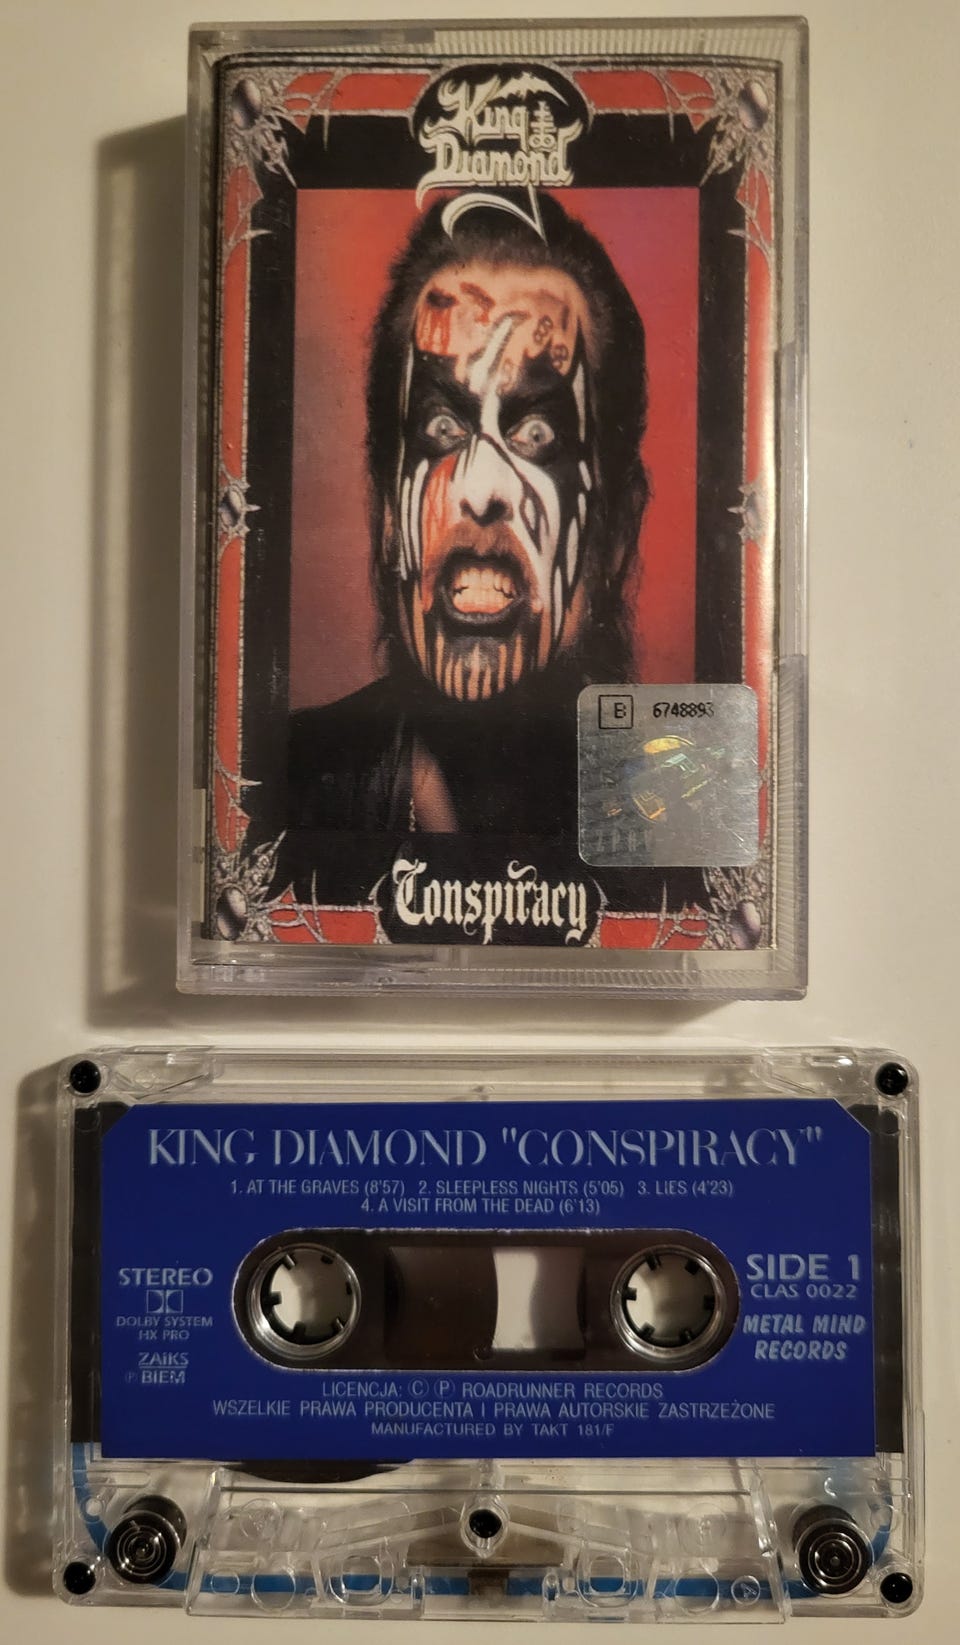 King
Diamond
B 6748893
ZPAV
Conspiracy
KING DIAMOND "CONSPIRACY"
1. AT THE GRAVES (8'57) 2. SLEEPLESS NIGHTS (5'05) 3. LIES (4'23)
4. A VISIT FROM THE DEAD (6'13)
STEREO
DOLBY SYSTEM
HX PRO
ZAiKS
Ⓟ BIEM
SIDE 1
CLAS 0022
METAL MIND
RECORDS
LICENCJA: Ⓒ Ⓟ ROADRUNNER RECORDS
WSZELKIE PRAWA PRODUCENTA I PRAWA AUTORSKIE ZASTRZEŻONE
MANUFACTURED BY TAKT 181/F